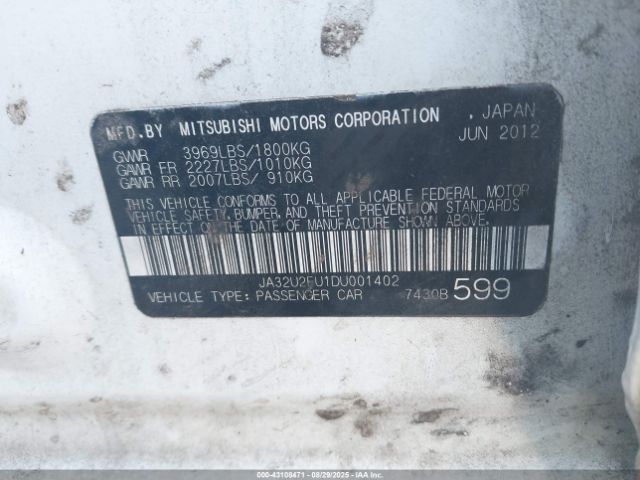 MFD.BY MITSUBISHI MOTORS CORPORATION , JAPAN
JUN 2012
GVWR 3969LBS/1800KG
GAWR FR 2227LBS/1010KG
GAWR RR 2007LBS/ 910KG
THIS VEHICLE CONFORMS TO ALL APPLICABLE FEDERAL MOTOR
VEHICLE SAFETY, BUMPER, AND THEFT PREVENTION STANDARDS
IN EFFECT ON THE DATE OF MANUFACTURE SHOWN ABOVE.
JA32U2FU1DU001402
VEHICLE TYPE: PASSENGER CAR 7430B 599
000-43108471 - 08/29/2025 - IAAI.COM